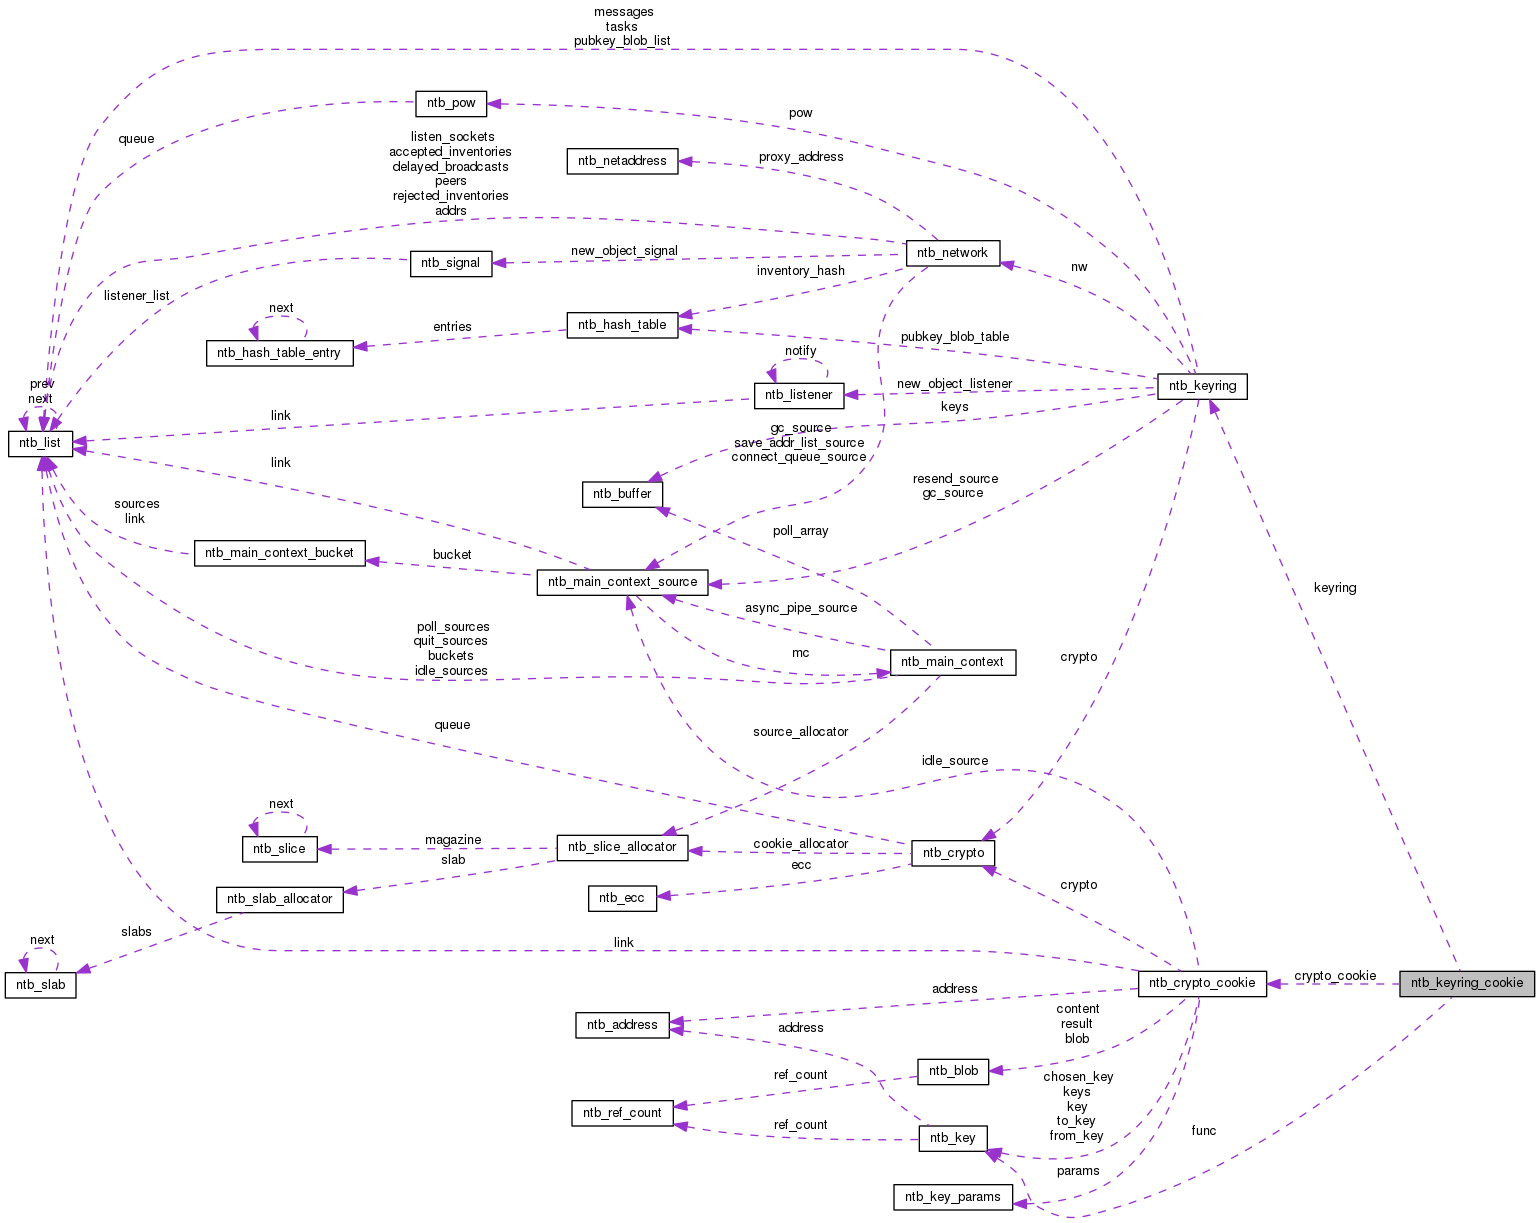 messages
tasks
pubkey_blob_list
ntb_pow
pow
queue
listen_sockets
accepted_inventories
delayed_broadcasts
peers
rejected_inventories
addrs
ntb_netaddress
proxy_address
ntb_signal
new_object_signal
ntb_network
nw
inventory_hash
listener_list
next
entries
ntb_hash_table
pubkey_blob_table
ntb_hash_table_entry
notify
ntb_listener
new_object_listener
ntb_keyring
prev
next
link
keys
gc_source
save_addr_list_source
connect_queue_source
ntb_list
link
ntb_buffer
resend_source
gc_source
sources
link
poll_array
ntb_main_context_bucket
bucket
ntb_main_context_source
keyring
async_pipe_source
poll_sources
quit_sources
buckets
idle_sources
mc
ntb_main_context
crypto
queue
source_allocator
idle_source
next
ntb_slice
magazine
ntb_slice_allocator
cookie_allocator
ntb_crypto
slab
ecc
crypto
ntb_slab_allocator
ntb_ecc
slabs
next
link
ntb_slab
ntb_crypto_cookie
crypto_cookie
ntb_keyring_cookie
address
ntb_address
address
content
result
blob
ntb_blob
ref_count
ntb_ref_count
ref_count
chosen_key
keys
key
to_key
from_key
ntb_key
func
params
ntb_key_params